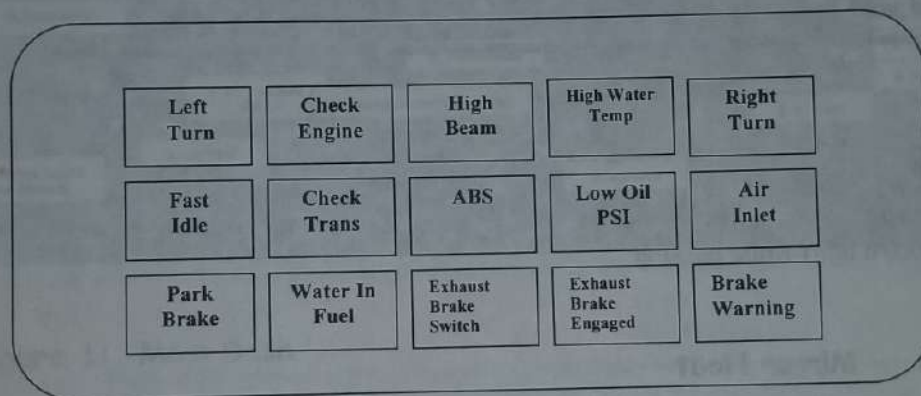 Left
Turn
Check
Engine
High
Beam
High Water
Temp
Right
Turn
Fast
Idle
Check
Trans
ABS
Low Oil
PSI
Air
Inlet
Park
Brake
Water In
Fuel
Exhaust
Brake
Switch
Exhaust
Brake
Engaged
Brake
Warning